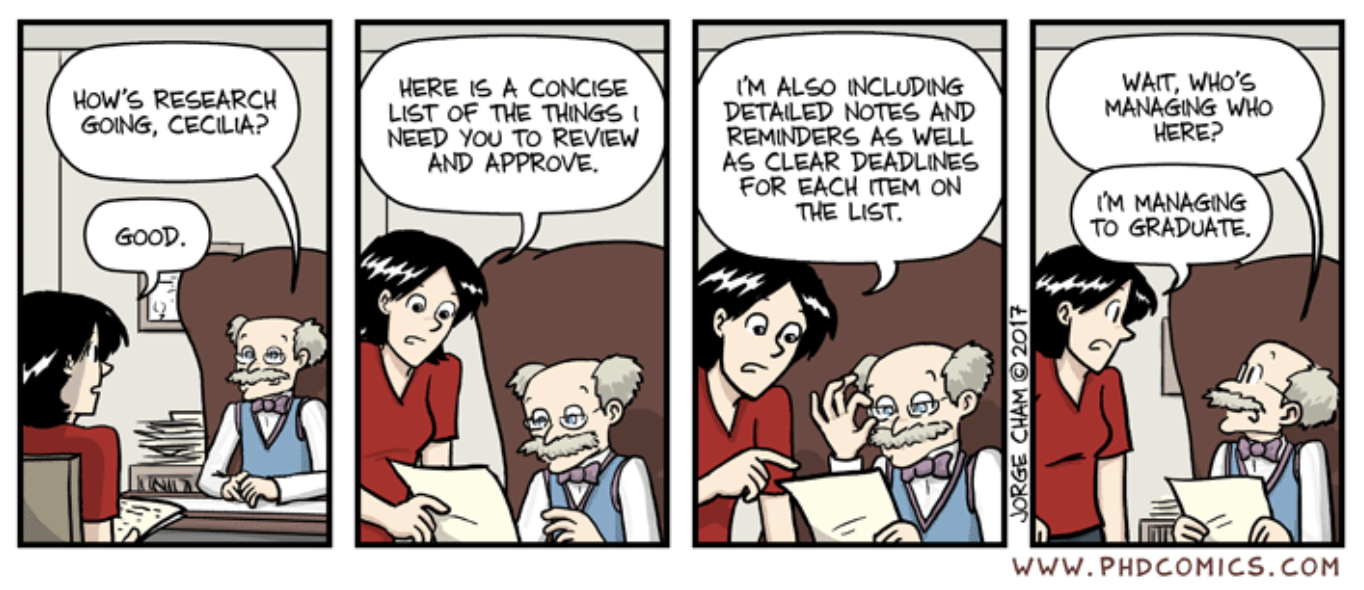 HOW'S RESEARCH
GOING, CECILIA?
GOOD.
HERE IS A CONCISE
LIST OF THE THINGS I
NEED YOU TO REVIEW
AND APPROVE.
I'M ALSO INCLUDING
DETAILED NOTES AND
REMINDERS AS WELL
AS CLEAR DEADLINES
FOR EACH ITEM ON
THE LIST.
WAIT, WHO'S
MANAGING WHO
HERE?
I'M MANAGING
TO GRADUATE.
JORGE CHAM © 2017
WWW.PHDCOMICS.COM